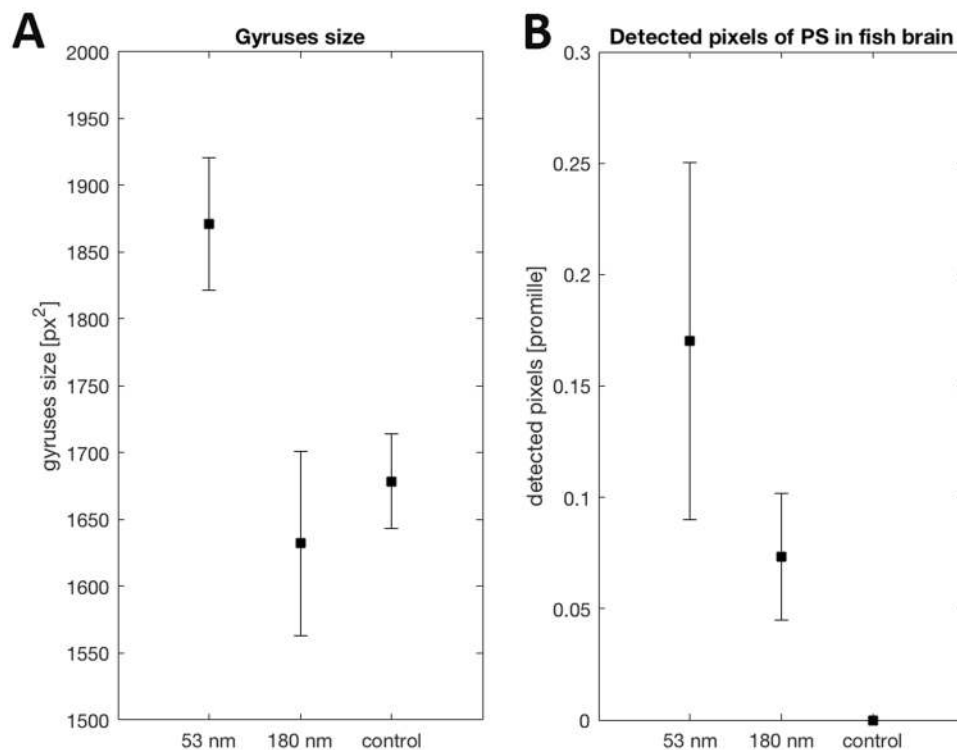 A
Gyruses size
2000
1950
1900
1850
1800
1750
1700
1650
1600
1550
1500
gyruses size [px²]
53 nm 180 nm control
B
Detected pixels of PS in fish brain
0.3
0.25
0.2
0.15
0.1
0.05
0
detected pixels [promille]
53 nm 180 nm control